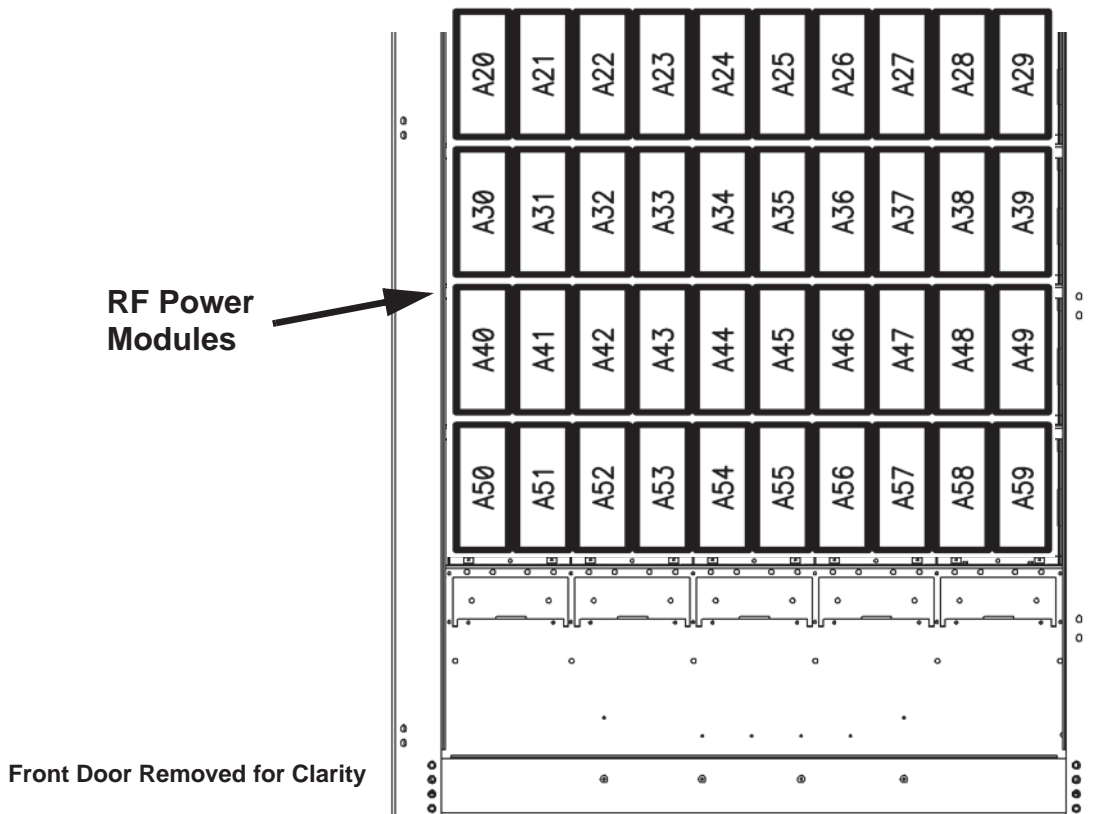 A20 A21 A22 A23 A24 A25 A26 A27 A28 A29
A30 A31 A32 A33 A34 A35 A36 A37 A38 A39
RF Power
Modules
A40 A41 A42 A43 A44 A45 A46 A47 A48 A49
A50 A51 A52 A53 A54 A55 A56 A57 A58 A59
Front Door Removed for Clarity